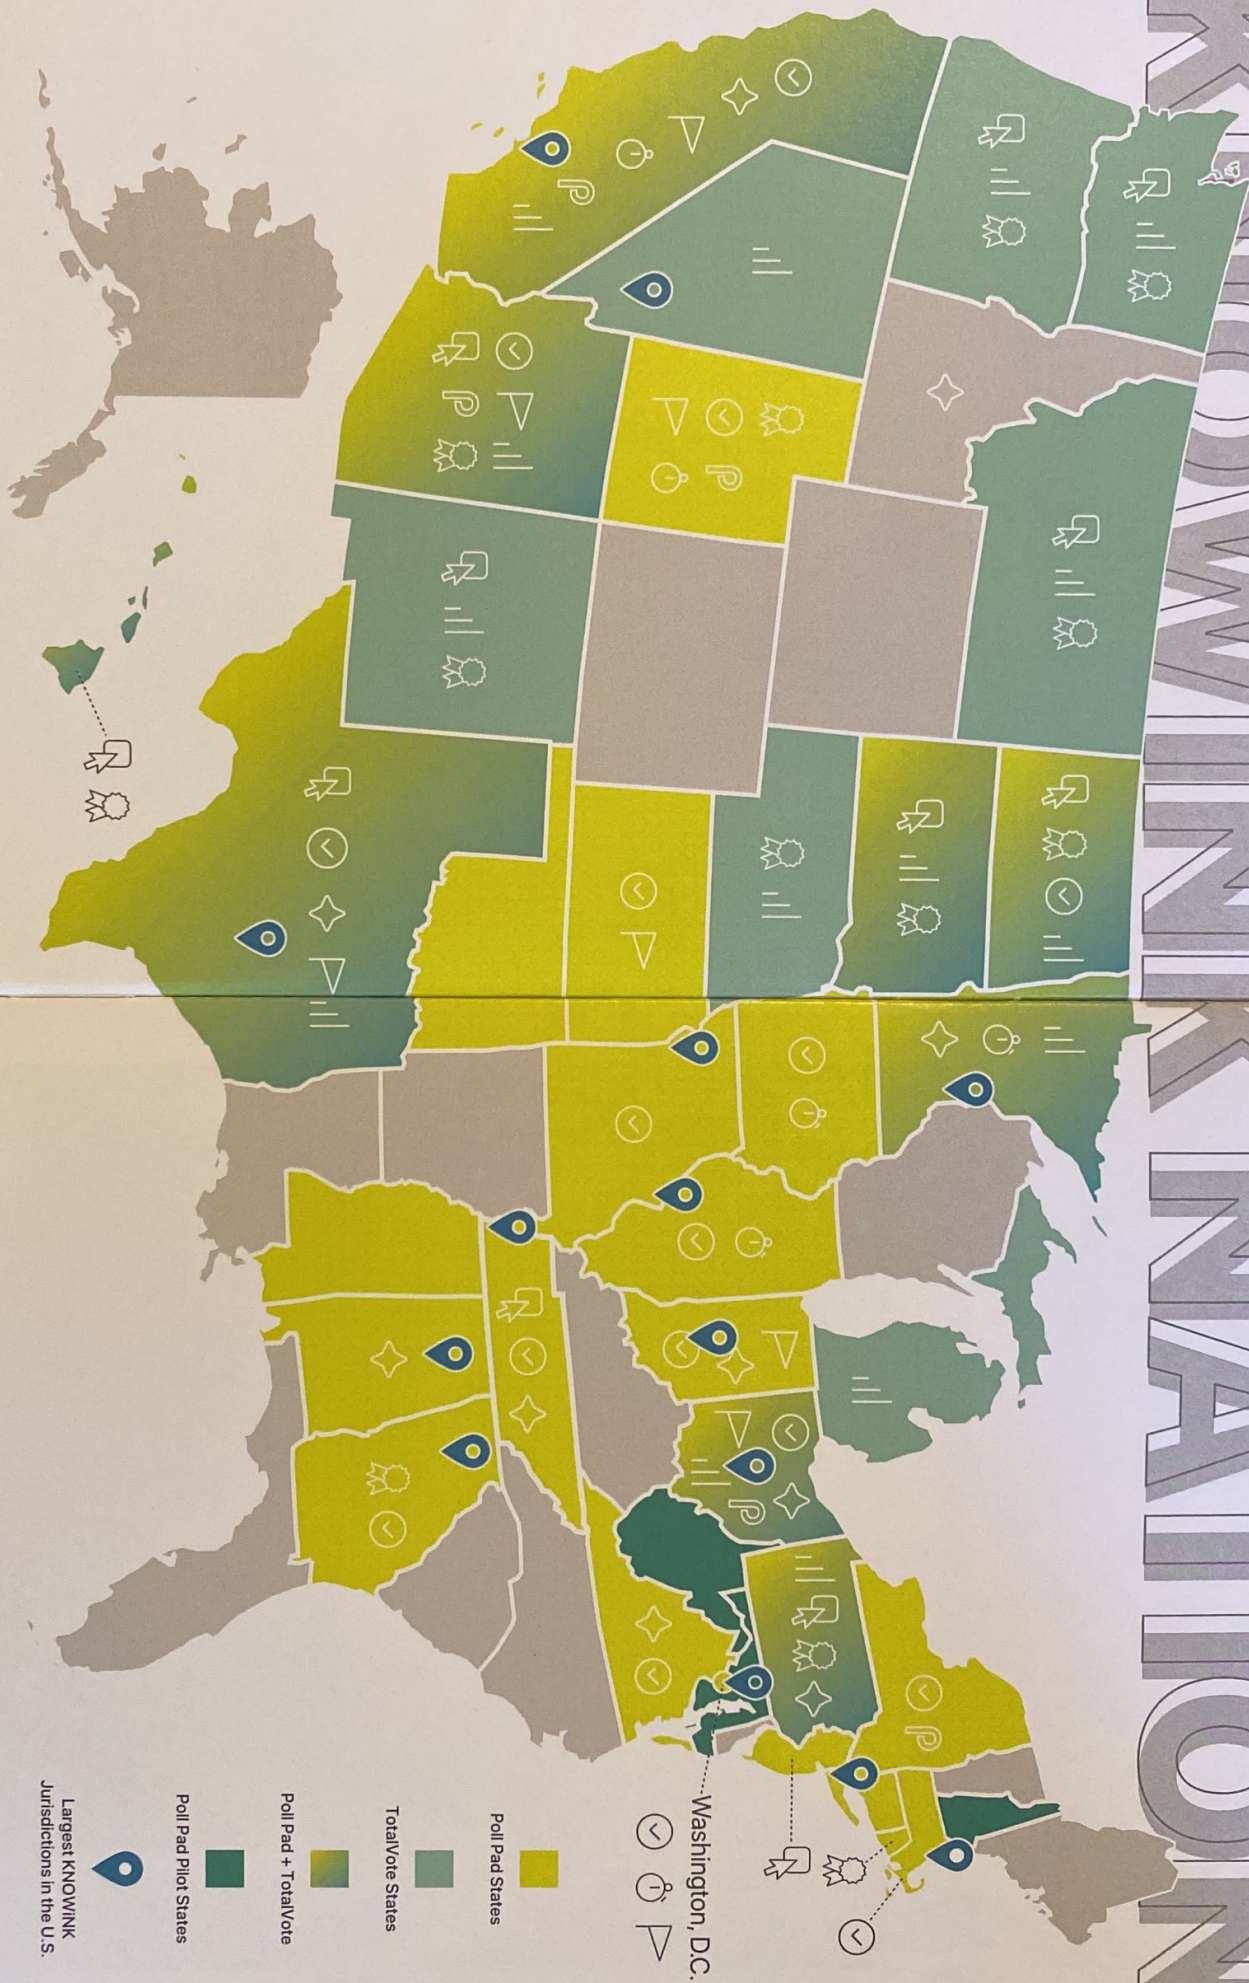 KNOWINK NATION
Washington, D.C.
Poll Pad States
TotalVote States
Poll Pad + TotalVote
Poll Pad Pilot States
Largest KNOWiNK
Jurisdictions in the U.S.